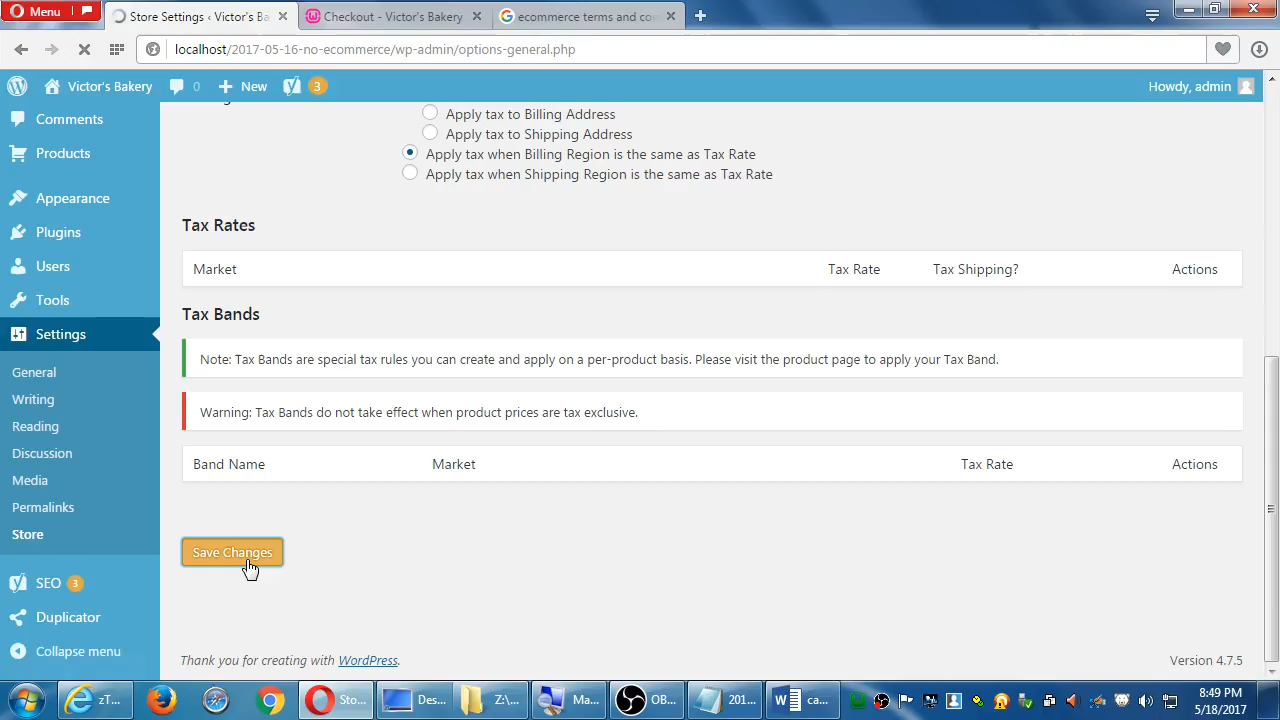 Menu
Store Settings ‹ Victor's Ba
Checkout - Victor's Bakery
ecommerce terms and co
localhost/2017-05-16-no-ecommerce/wp-admin/options-general.php
Victor's Bakery
0
New
3
Howdy, admin
Comments
Products
Appearance
Plugins
Users
Tools
Settings
General
Writing
Reading
Discussion
Media
Permalinks
Store
SEO 3
Duplicator
Collapse menu
Apply tax to Billing Address
Apply tax to Shipping Address
Apply tax when Billing Region is the same as Tax Rate
Apply tax when Shipping Region is the same as Tax Rate
Tax Rates
Market Tax Rate Tax Shipping? Actions
Tax Bands
Note: Tax Bands are special tax rules you can create and apply on a per-product basis. Please visit the product page to apply your Tax Band.
Warning: Tax Bands do not take effect when product prices are tax exclusive.
Band Name Market Tax Rate Actions
Save Changes
Thank you for creating with WordPress.
Version 4.7.5
zT...
Sto...
Des...
Z:\...
Ma...
OB...
201...
ca...
8:49 PM
5/18/2017